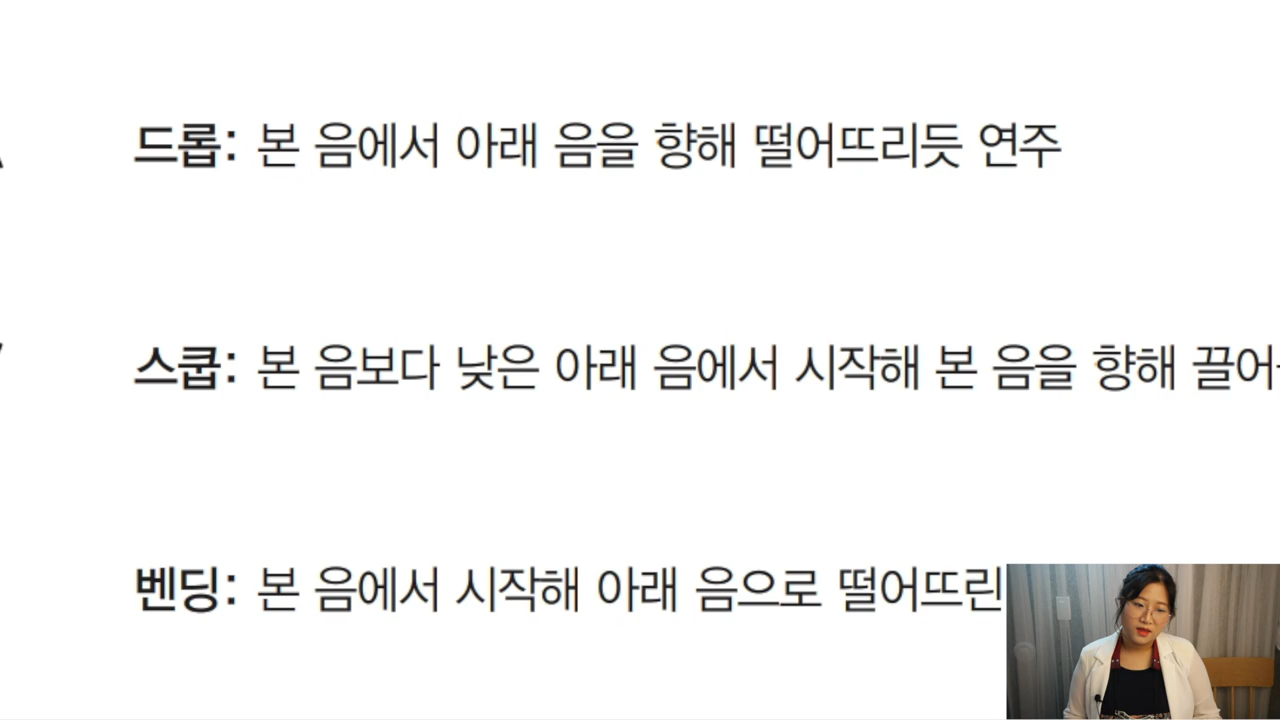 드롭: 본 음에서 아래 음을 향해 떨어뜨리듯 연주
스쿱: 본 음보다 낮은 아래 음에서 시작해 본 음을 향해 끌어
벤딩: 본 음에서 시작해 아래 음으로 떨어뜨린